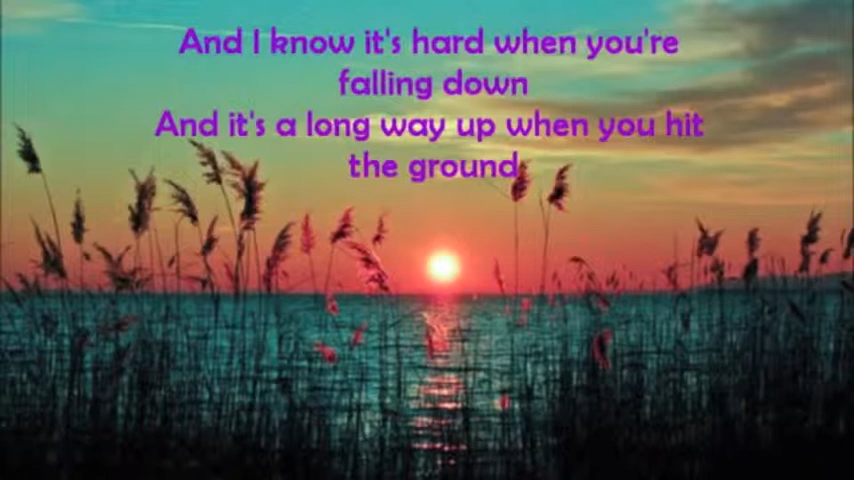 And I know it's hard when you're
falling down
And it's a long way up when you hit
the ground